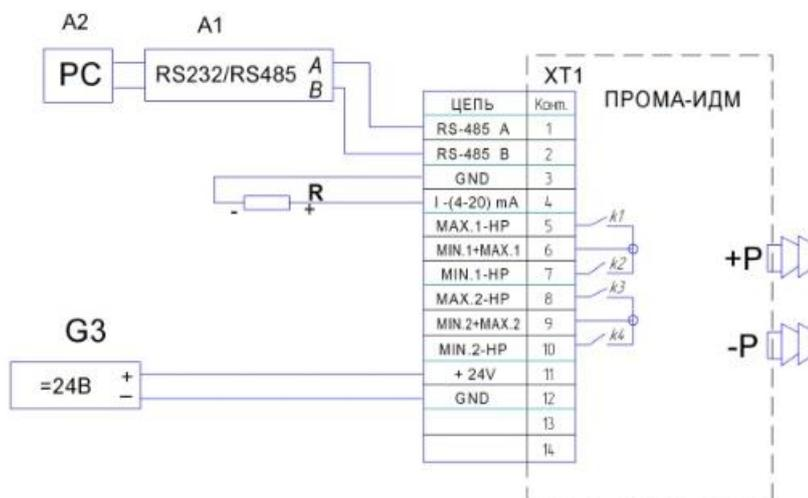 A2
A1
PC
RS232/RS485 A
B
XT1
ПРОМА-ИДМ
ЦЕПЬ Конт.
RS-485 A 1
RS-485 B 2
GND 3
I -(4-20) mA 4
MAX.1-HP 5
MIN.1+MAX.1 6
MIN.1-HP 7
MAX.2-HP 8
MIN.2+MAX.2 9
MIN.2-HP 10
+ 24V 11
GND 12
13
14
R
- +
k1
k2
k3
k4
+P
-P
G3
=24В + −